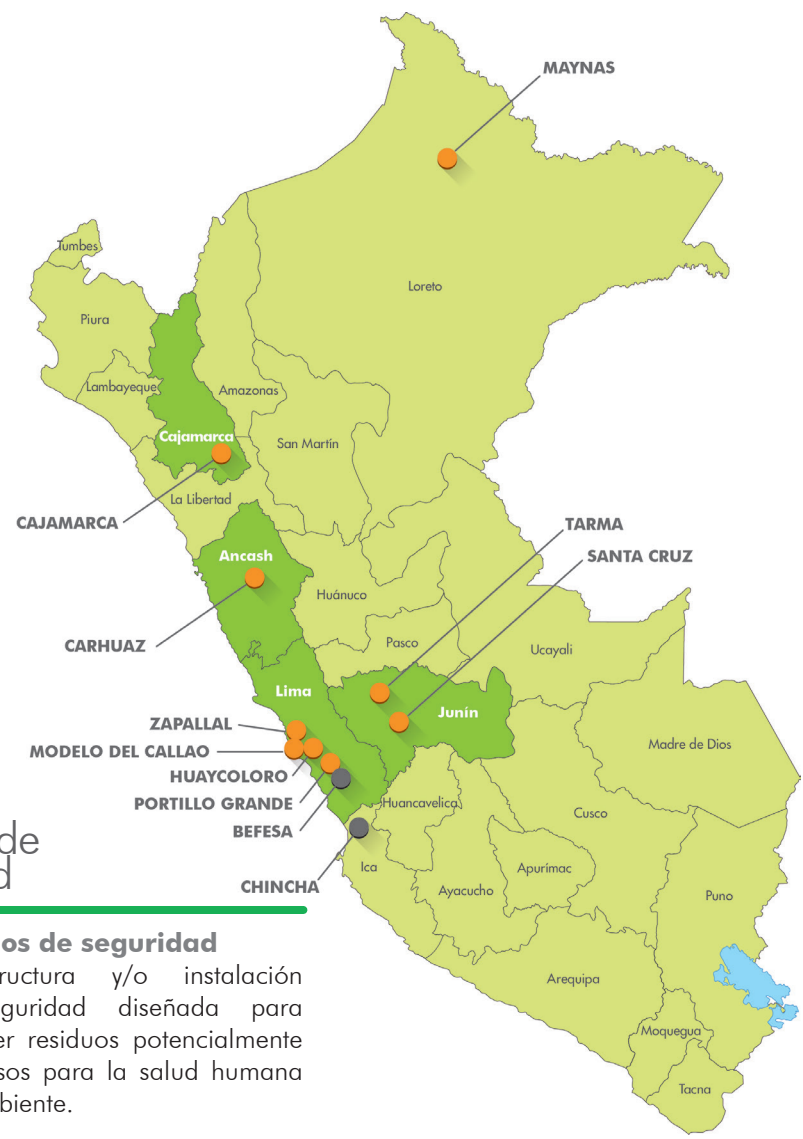 MAYNAS
Tumbes
Loreto
Piura
Lambayeque
Amazonas
Cajamarca
San Martín
La Libertad
CAJAMARCA
TARMA
SANTA CRUZ
Ancash
Huánuco
CARHUAZ
Pasco
Ucayali
Lima
Junín
ZAPALLAL
MODELO DEL CALLAO
Madre de Dios
HUAYCOLORO
PORTILLO GRANDE
Huancavelica
Cusco
BEFESA
de
d
Ica
Apurímac
CHINCHA
Ayacucho
Puno
os de seguridad
tructura y/o instalación
guridad diseñada para
er residuos potencialmente
sos para la salud humana
biente.
Arequipa
Moquegua
Tacna